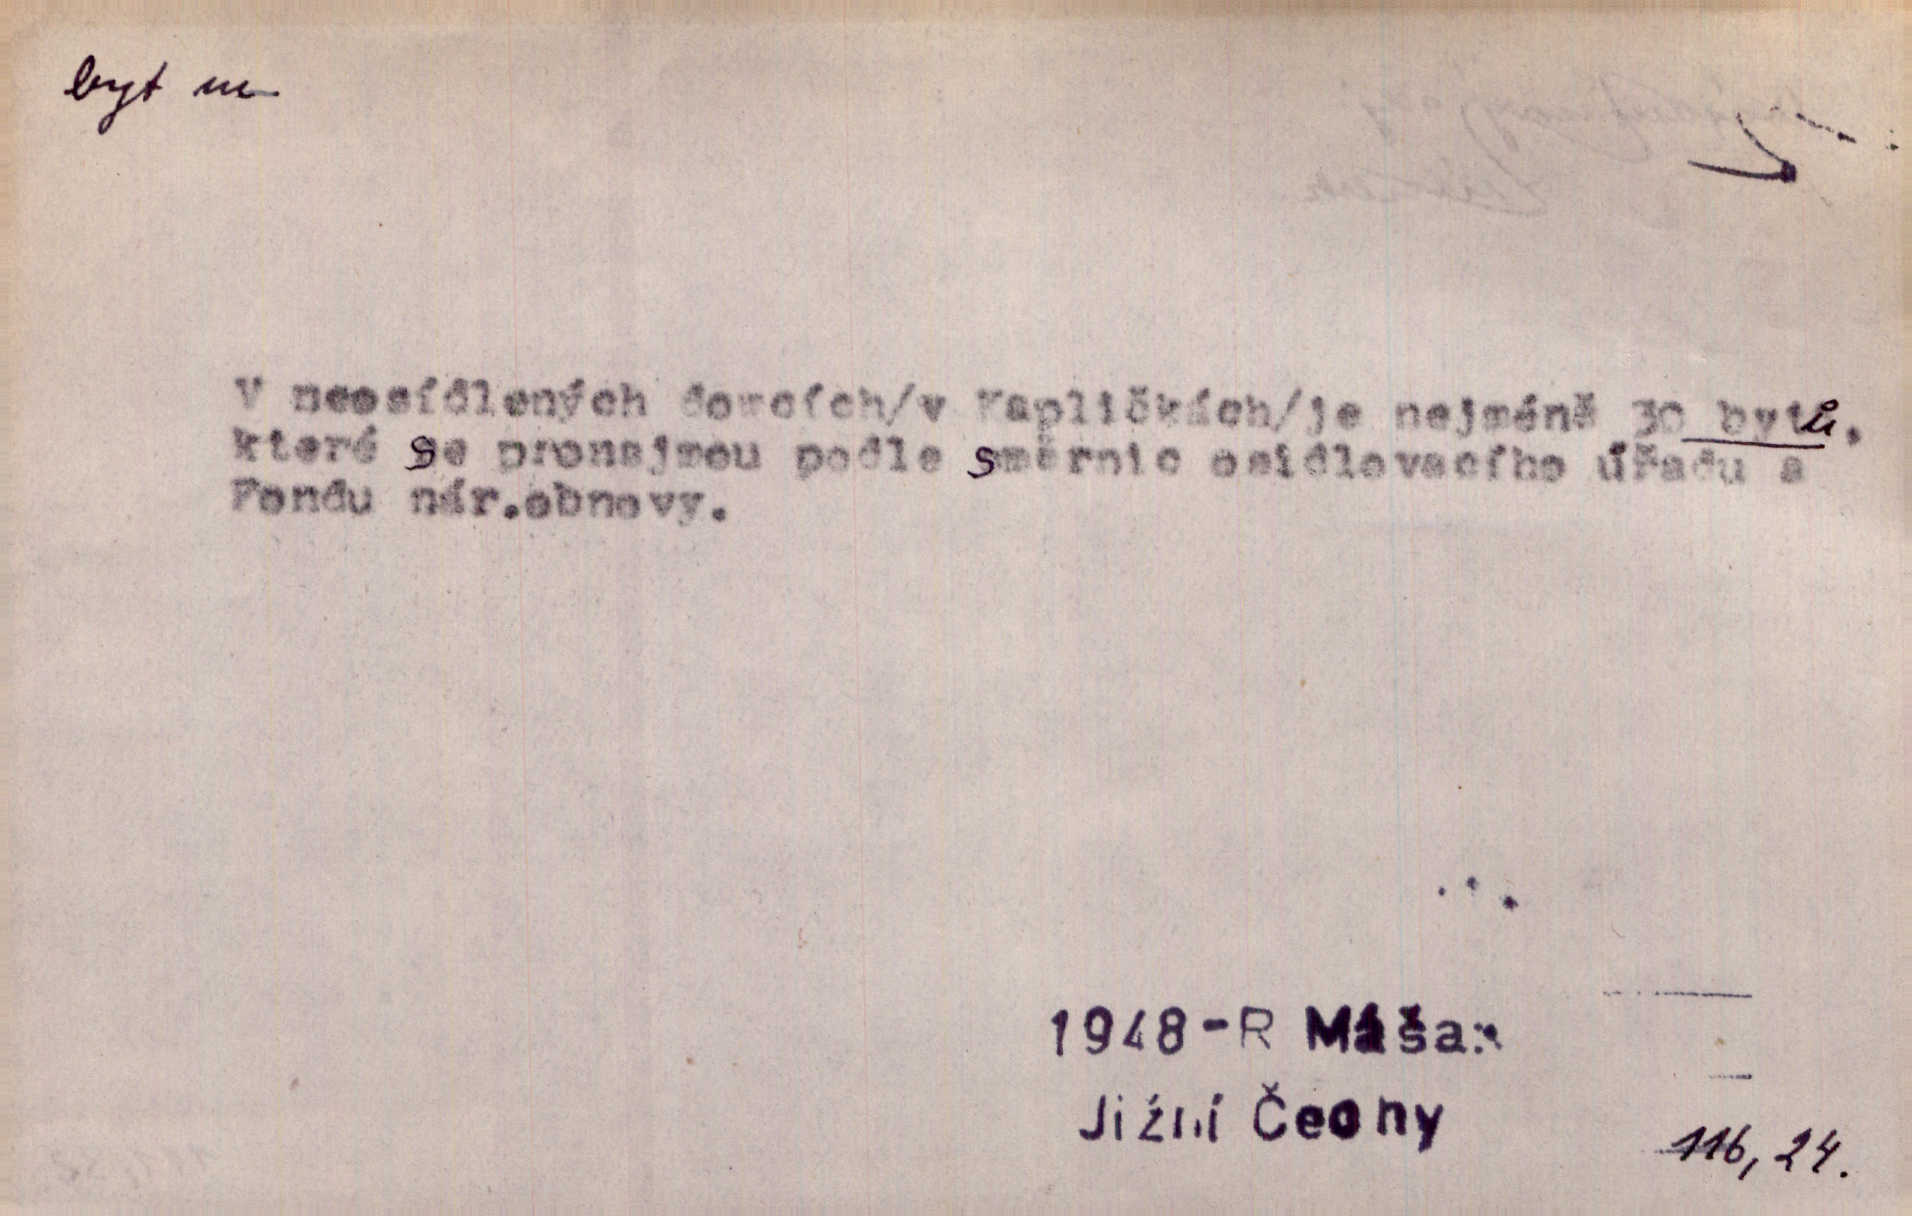 byt m
V neosídlených domcích/v Kapličkách/je nejméně 30 bytů,
které se pronajmou podle směrnic osidlovacího úřadu a
Fondu nár.obnovy.
1948-R Mášar
Jižní Čechy
116, 24.